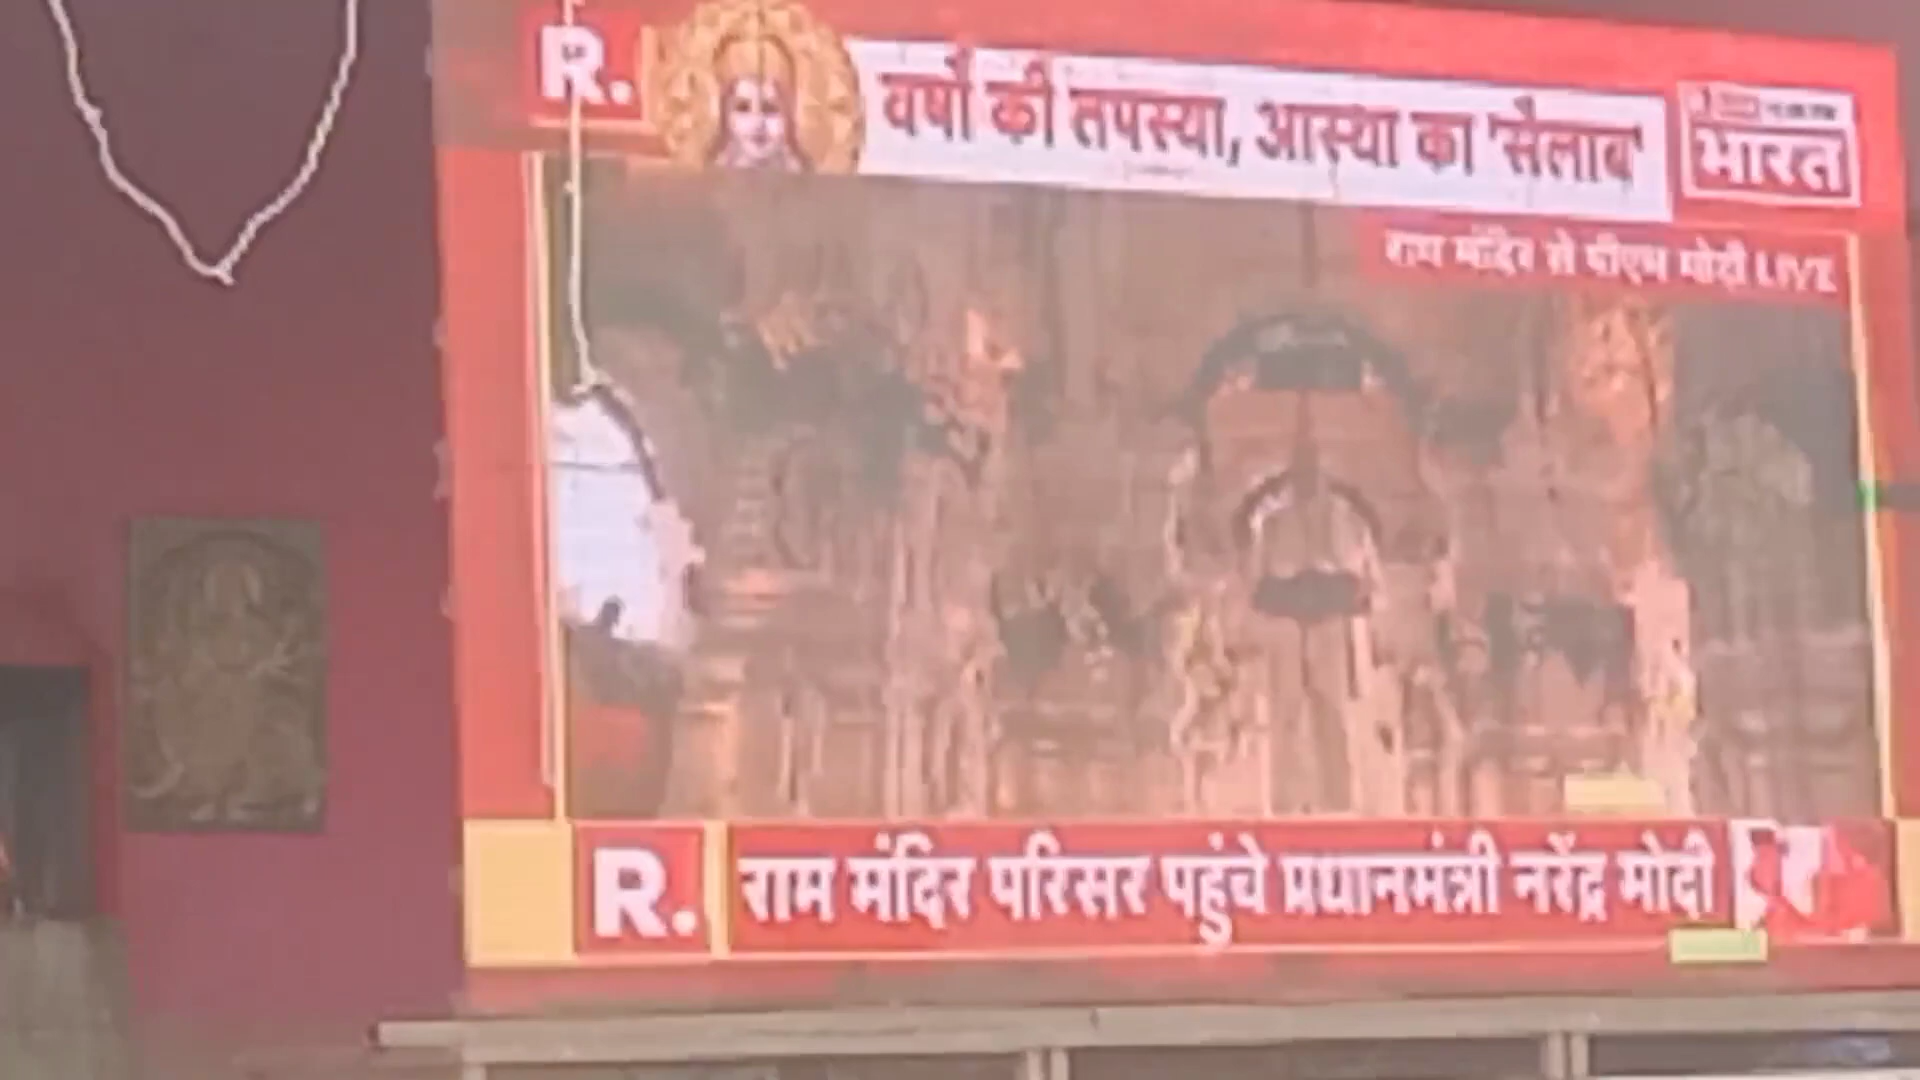 R.
वर्षों की तपस्या, आस्था का 'सैलाब'
भारत
राम मंदिर से पीएम मोदी LIVE
R.
राम मंदिर परिसर पहुंचे प्रधानमंत्री नरेंद्र मोदी